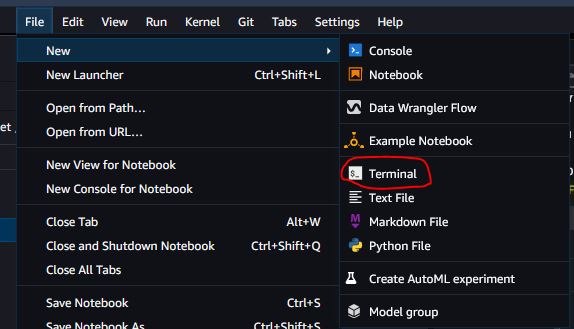 File Edit View Run Kernel Git Tabs Settings Help
New
New Launcher Ctrl+Shift+L
Open from Path...
Open from URL...
New View for Notebook
New Console for Notebook
Close Tab Alt+W
Close and Shutdown Notebook Ctrl+Shift+Q
Close All Tabs
Save Notebook Ctrl+S
Save Notebook As Ctrl+Shift+S
Console
Notebook
Data Wrangler Flow
Example Notebook
$_ Terminal
Text File
Markdown File
Python File
Create AutoML experiment
Model group
et